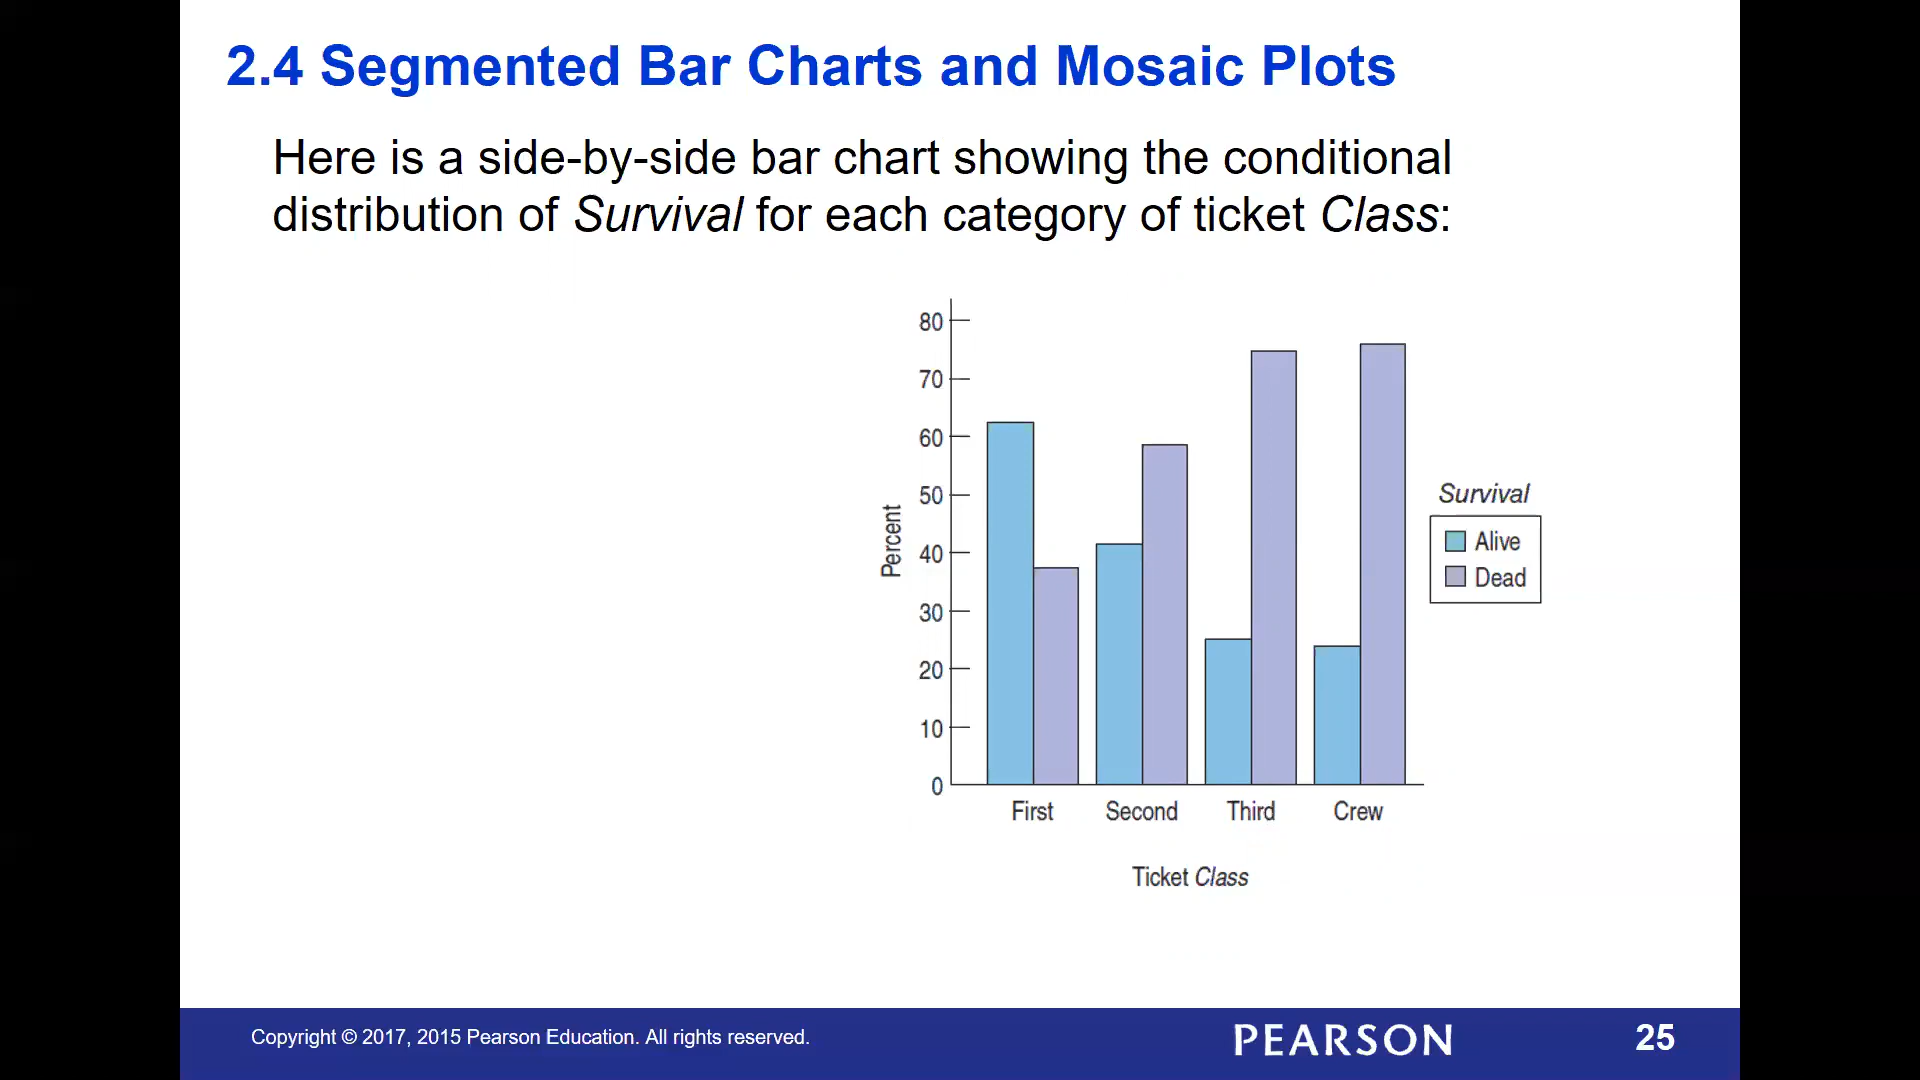 2.4 Segmented Bar Charts and Mosaic Plots
Here is a side-by-side bar chart showing the conditional
distribution of Survival for each category of ticket Class:
80
70
60
50
40
30
20
10
0
Percent
First Second Third Crew
Ticket Class
Survival
Alive
Dead
Copyright © 2017, 2015 Pearson Education. All rights reserved.
PEARSON
25